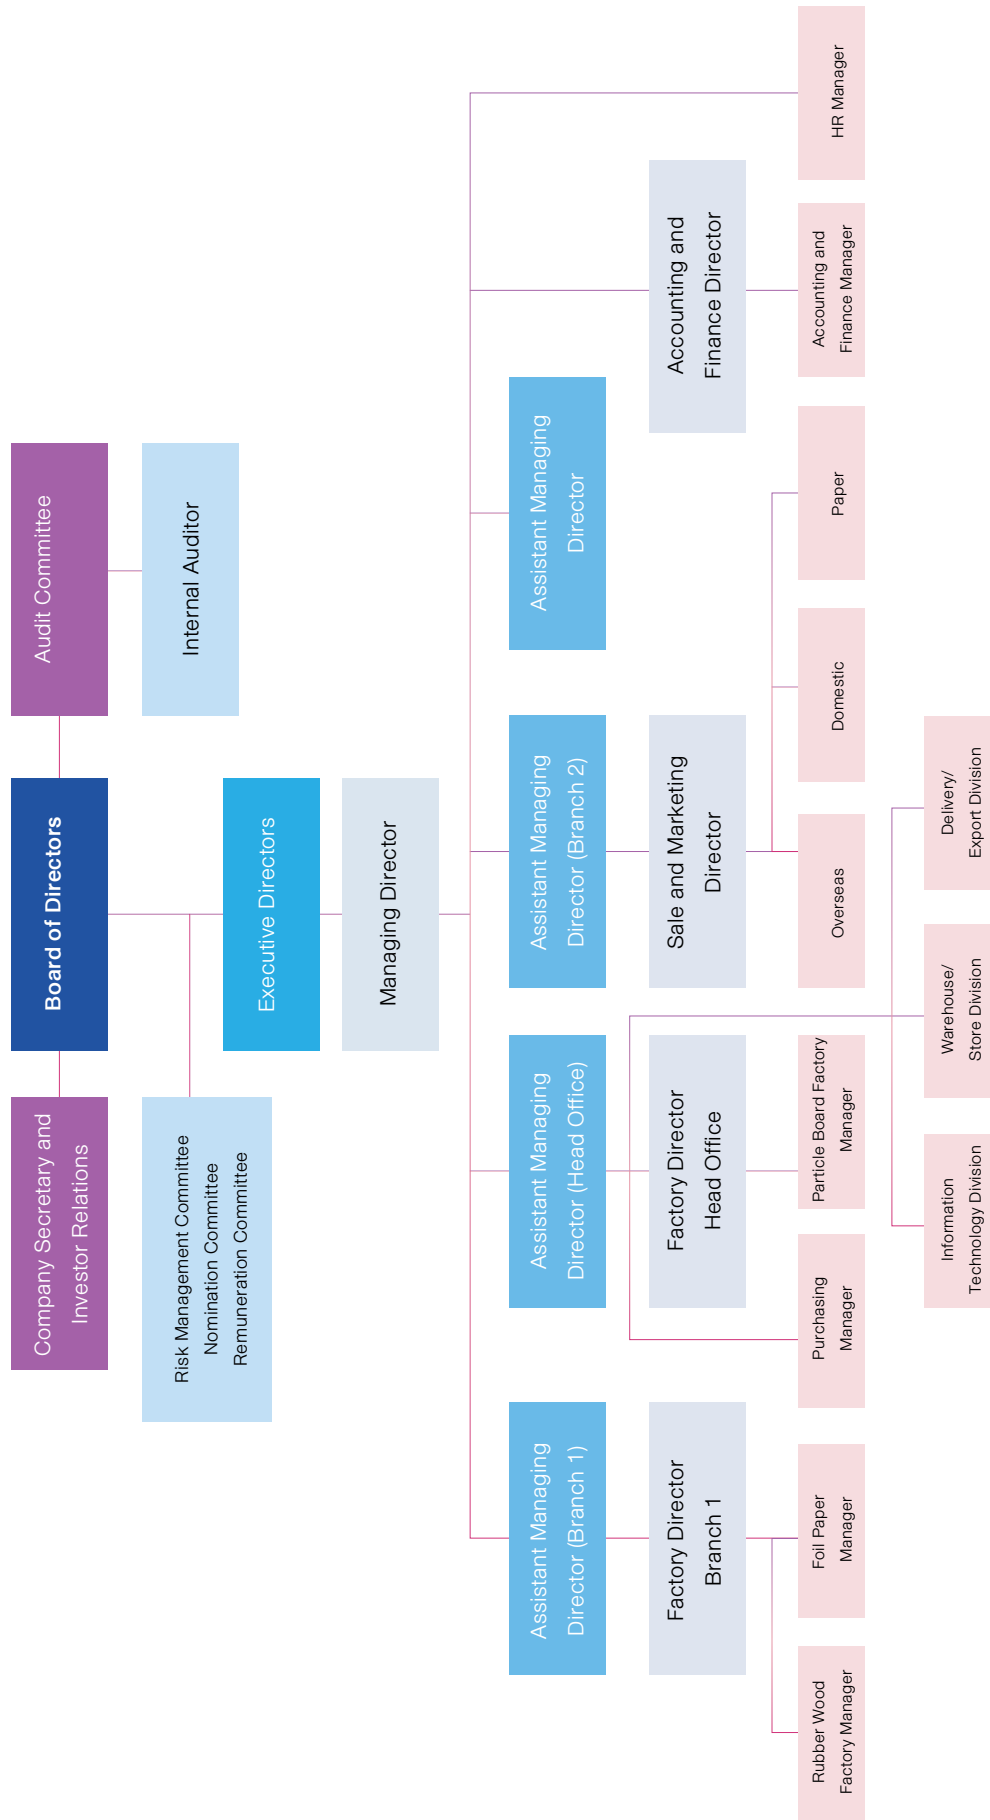 Company Secretary and
Investor Relations
Board of Directors
Audit Committee
Risk Management Committee
Nomination Committee
Remuneration Committee
Internal Auditor
Executive Directors
Managing Director
Assistant Managing
Director (Branch 1)
Assistant Managing
Director (Head Office)
Assistant Managing
Director (Branch 2)
Assistant Managing
Director
Factory Director
Branch 1
Factory Director
Head Office
Sale and Marketing
Director
Accounting and
Finance Director
Rubber Wood
Factory Manager
Foil Paper
Manager
Purchasing
Manager
Particle Board Factory
Manager
Overseas
Domestic
Paper
Accounting and
Finance Manager
HR Manager
Information
Technology Division
Warehouse/
Store Division
Delivery/
Export Division